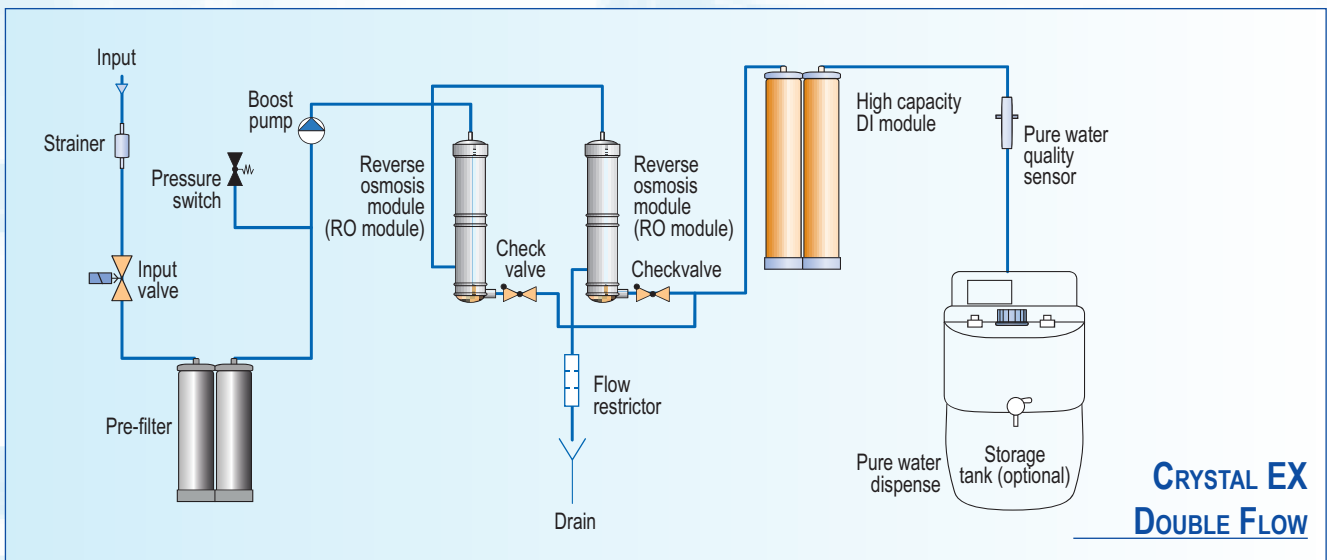 Input
Strainer
Input
valve
Pre-filter
Pressure
switch
Boost
pump
Reverse
osmosis
module
(RO module)
Check
valve
Reverse
osmosis
module
(RO module)
Checkvalve
Flow
restrictor
Drain
High capacity
DI module
Pure water
quality
sensor
Pure water
dispense
Storage
tank (optional)
CRYSTAL EX
DOUBLE FLOW